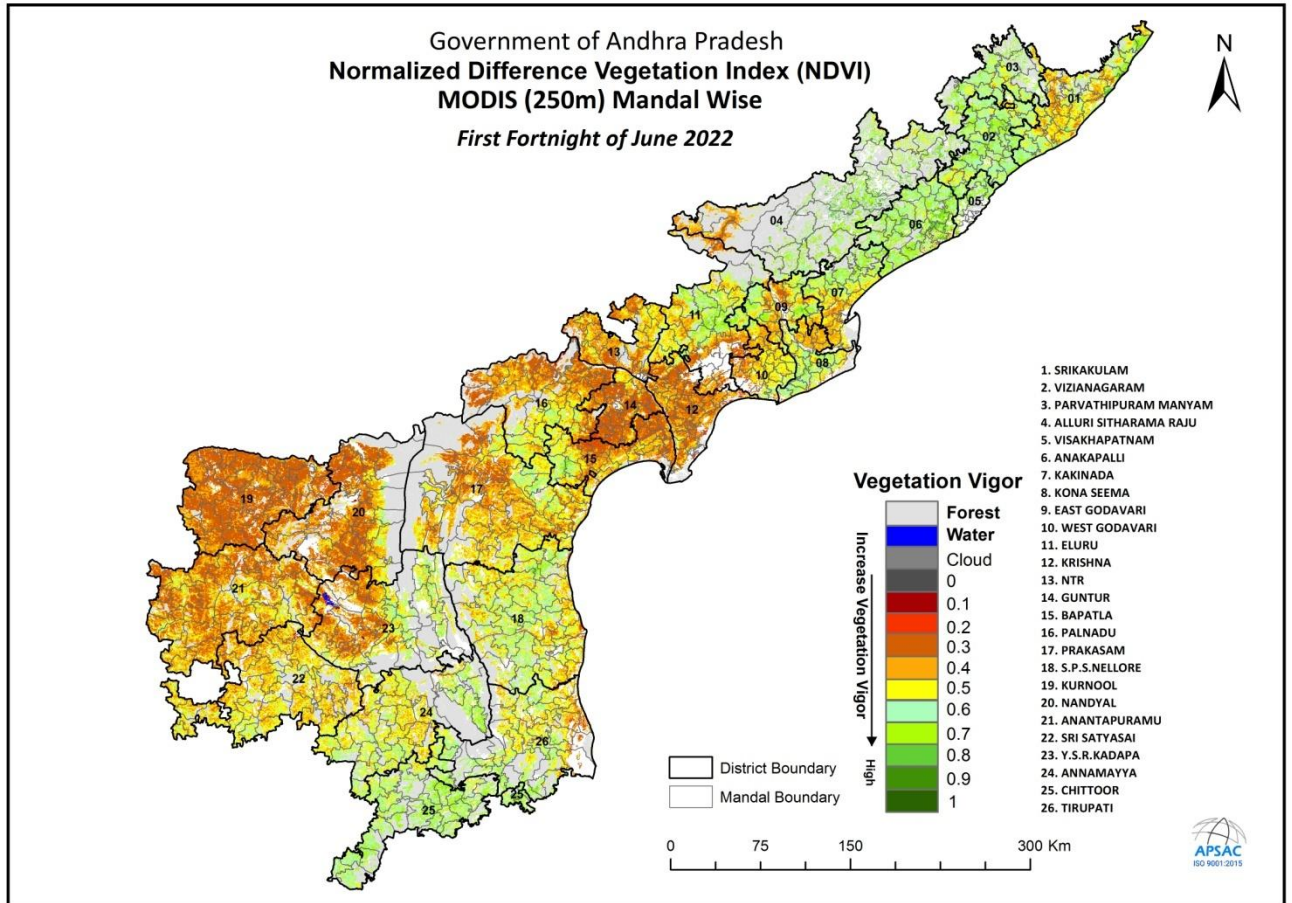 Government of Andhra Pradesh
Normalized Difference Vegetation Index (NDVI)
MODIS (250m) Mandal Wise
First Fortnight of June 2022
N
03
01
02
05
04
06
07
09
11
08
10
13
12
14
16
15
17
19
20
21
18
23
22
24
26
25
25
1. SRIKAKULAM
2. VIZIANAGARAM
3. PARVATHIPURAM MANYAM
4. ALLURI SITHARAMA RAJU
5. VISAKHAPATNAM
6. ANAKAPALLI
7. KAKINADA
8. KONA SEEMA
9. EAST GODAVARI
10. WEST GODAVARI
11. ELURU
12. KRISHNA
13. NTR
14. GUNTUR
15. BAPATLA
16. PALNADU
17. PRAKASAM
18. S.P.S.NELLORE
19. KURNOOL
20. NANDYAL
21. ANANTAPURAMU
22. SRI SATYASAI
23. Y.S.R.KADAPA
24. ANNAMAYYA
25. CHITTOOR
26. TIRUPATI
Vegetation Vigor
Forest
Water
Cloud
0
0.1
0.2
0.3
0.4
0.5
0.6
0.7
0.8
0.9
1
Increase Vegetation Vigor
High
District Boundary
Mandal Boundary
0 75 150 300 Km
APSAC
ISO 9001:2015